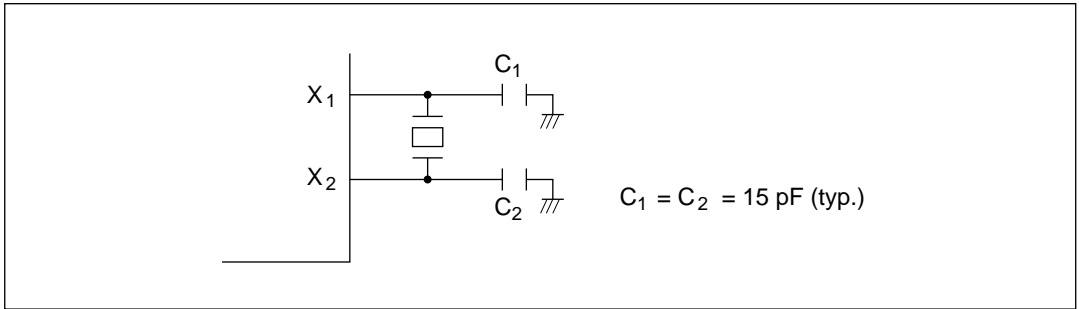 C₁
X₁
X₂
C₂
C₁ = C₂ = 15 pF (typ.)